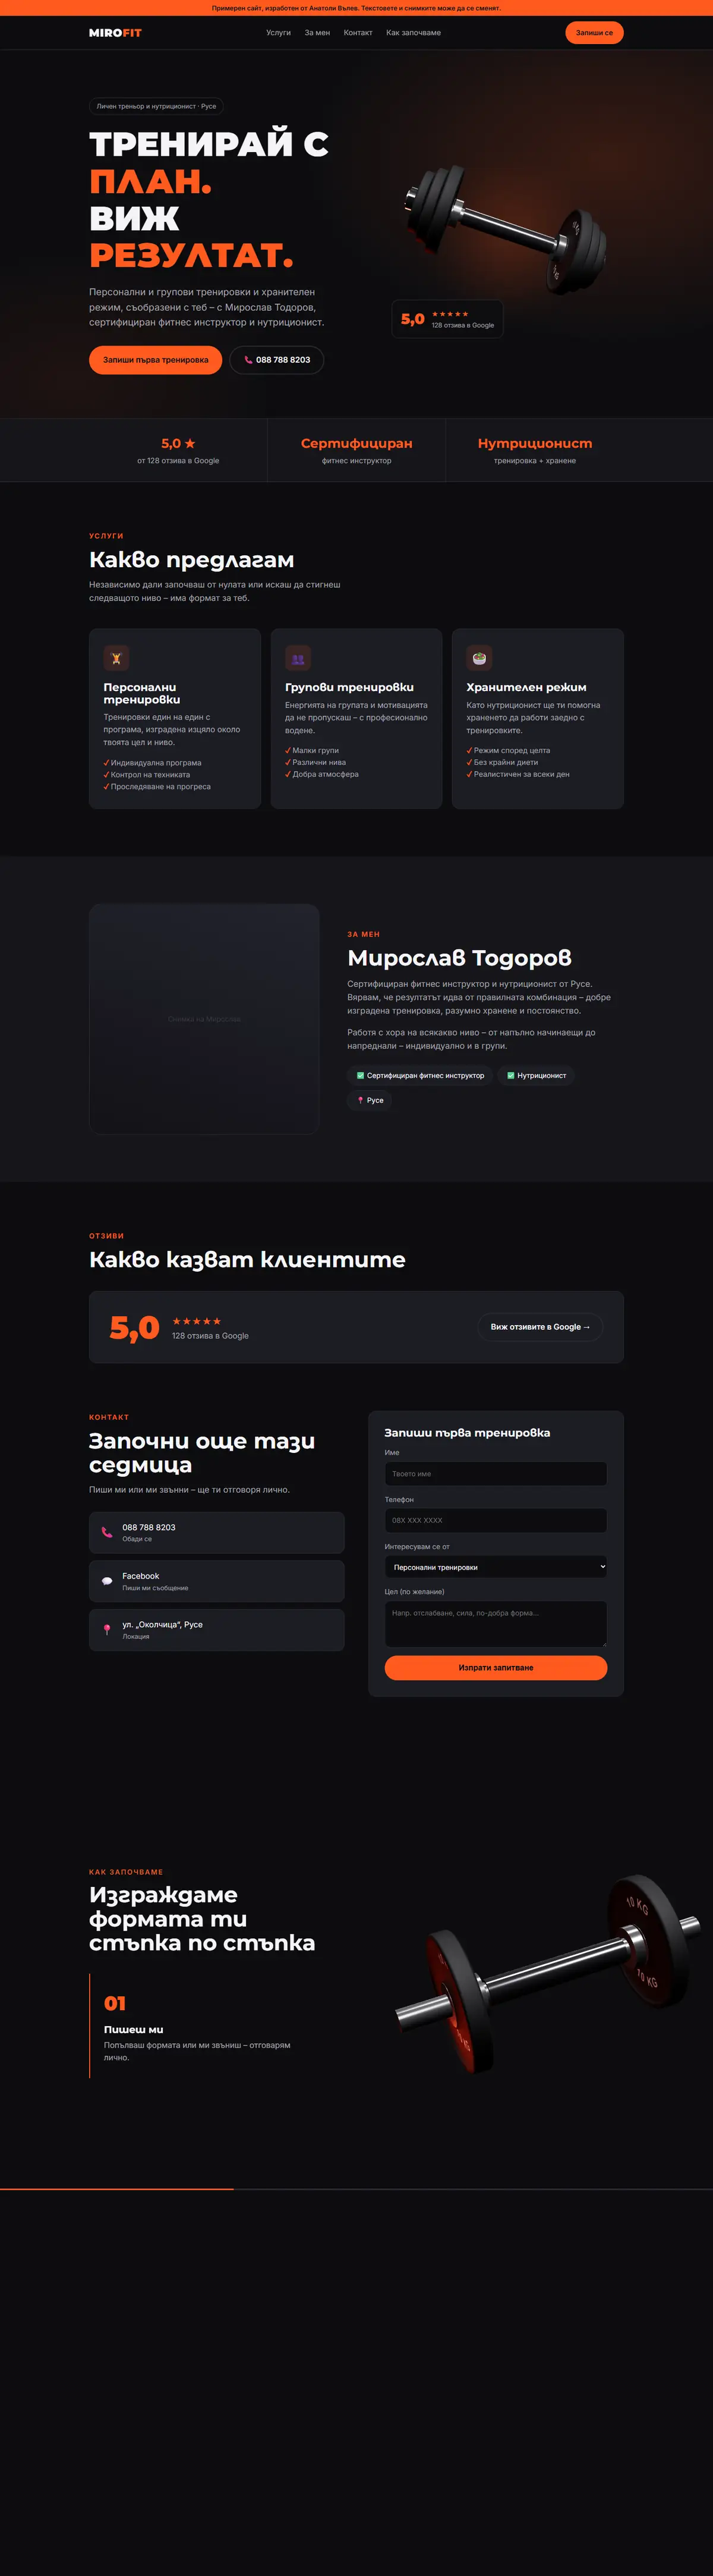 Примерен сайт, изработен от Анатоли Вълев. Текстовете и снимките може да се сменят.
MIROFIT
Услуги
За мен
Контакт
Как започваме
Запиши се
Личен треньор и нутриционист · Русе
ТРЕНИРАЙ С
ПЛАН.
ВИЖ
РЕЗУЛТАТ.
Персонални и групови тренировки и хранителен
режим, съобразени с теб – с Мирослав Тодоров,
сертифициран фитнес инструктор и нутриционист.
Запиши първа тренировка
📞 088 788 8203
5,0
★★★★★
128 отзива в Google
5,0 ★
от 128 отзива в Google
Сертифициран
фитнес инструктор
Нутриционист
тренировка + хранене
УСЛУГИ
Какво предлагам
Независимо дали започваш от нулата или искаш да стигнеш
следващото ниво – има формат за теб.
Персонални
тренировки
Тренировки един на един с
програма, изградена изцяло около
твоята цел и ниво.
✓ Индивидуална програма
✓ Контрол на техниката
✓ Проследяване на прогреса
Групови тренировки
Енергията на групата и мотивацията
да не пропускаш – с професионално
водене.
✓ Малки групи
✓ Различни нива
✓ Добра атмосфера
Хранителен режим
Като нутриционист ще ти помогна
храненето да работи заедно с
тренировките.
✓ Режим според целта
✓ Без крайни диети
✓ Реалистичен за всеки ден
Снимка на Мирослав
ЗА МЕН
Мирослав Тодоров
Сертифициран фитнес инструктор и нутриционист от Русе.
Вярвам, че резултатът идва от правилната комбинация – добре
изградена тренировка, разумно хранене и постоянство.
Работя с хора на всякакво ниво – от напълно начинаещи до
напреднали – индивидуално и в групи.
✅ Сертифициран фитнес инструктор
✅ Нутриционист
📍 Русе
ОТЗИВИ
Какво казват клиентите
5,0
★★★★★
128 отзива в Google
Виж отзивите в Google →
КОНТАКТ
Започни още тази
седмица
Пиши ми или ми звънни – ще ти отговоря лично.
088 788 8203
Обади се
Facebook
Пиши ми съобщение
ул. „Околчица“, Русе
Локация
Запиши първа тренировка
Име
Твоето име
Телефон
08X XXX XXXX
Интересувам се от
Персонални тренировки
Цел (по желание)
Напр. отслабване, сила, по-добра форма...
Изпрати запитване
КАК ЗАПОЧВАМЕ
Изграждаме
формата ти
стъпка по стъпка
01
Пишеш ми
Попълваш формата или ми звъниш – отговарям
лично.
10 KG
10 KG